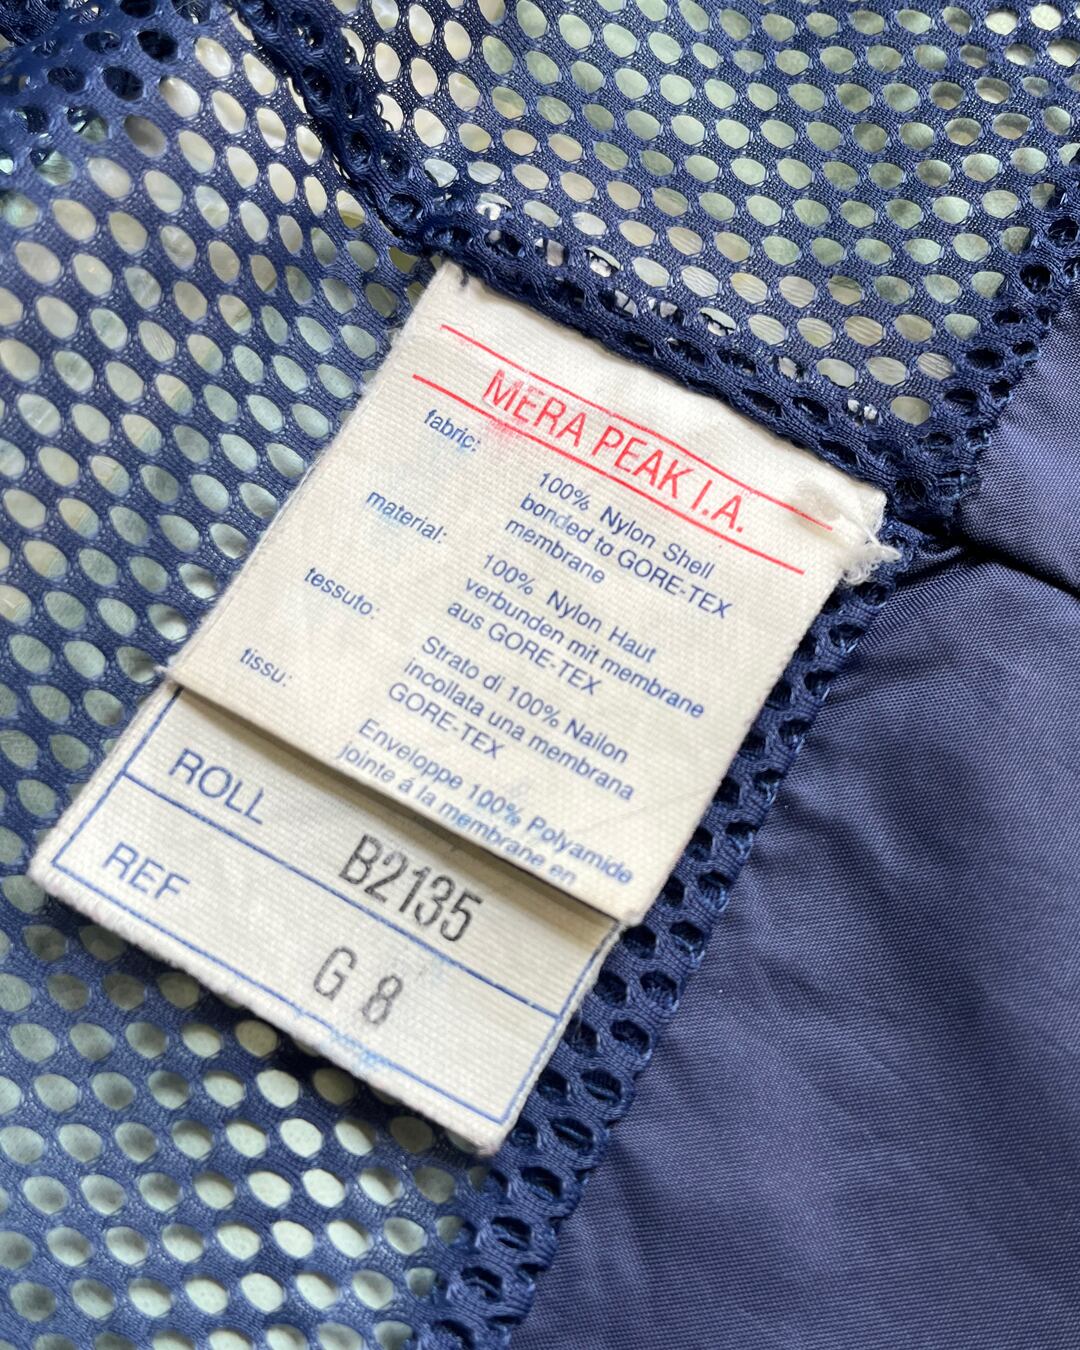 MERA PEAK I.A.
fabric: 100% Nylon Shell
bonded to GORE-TEX
membrane
material: 100% Nylon Haut
verbunden mit membrane
aus GORE-TEX
tessuto: Strato di 100% Nailon
incollata una membrana
GORE-TEX
tissu: Enveloppe 100% Polyamide
jointe á la membrane en
ROLL B2135
REF G 8